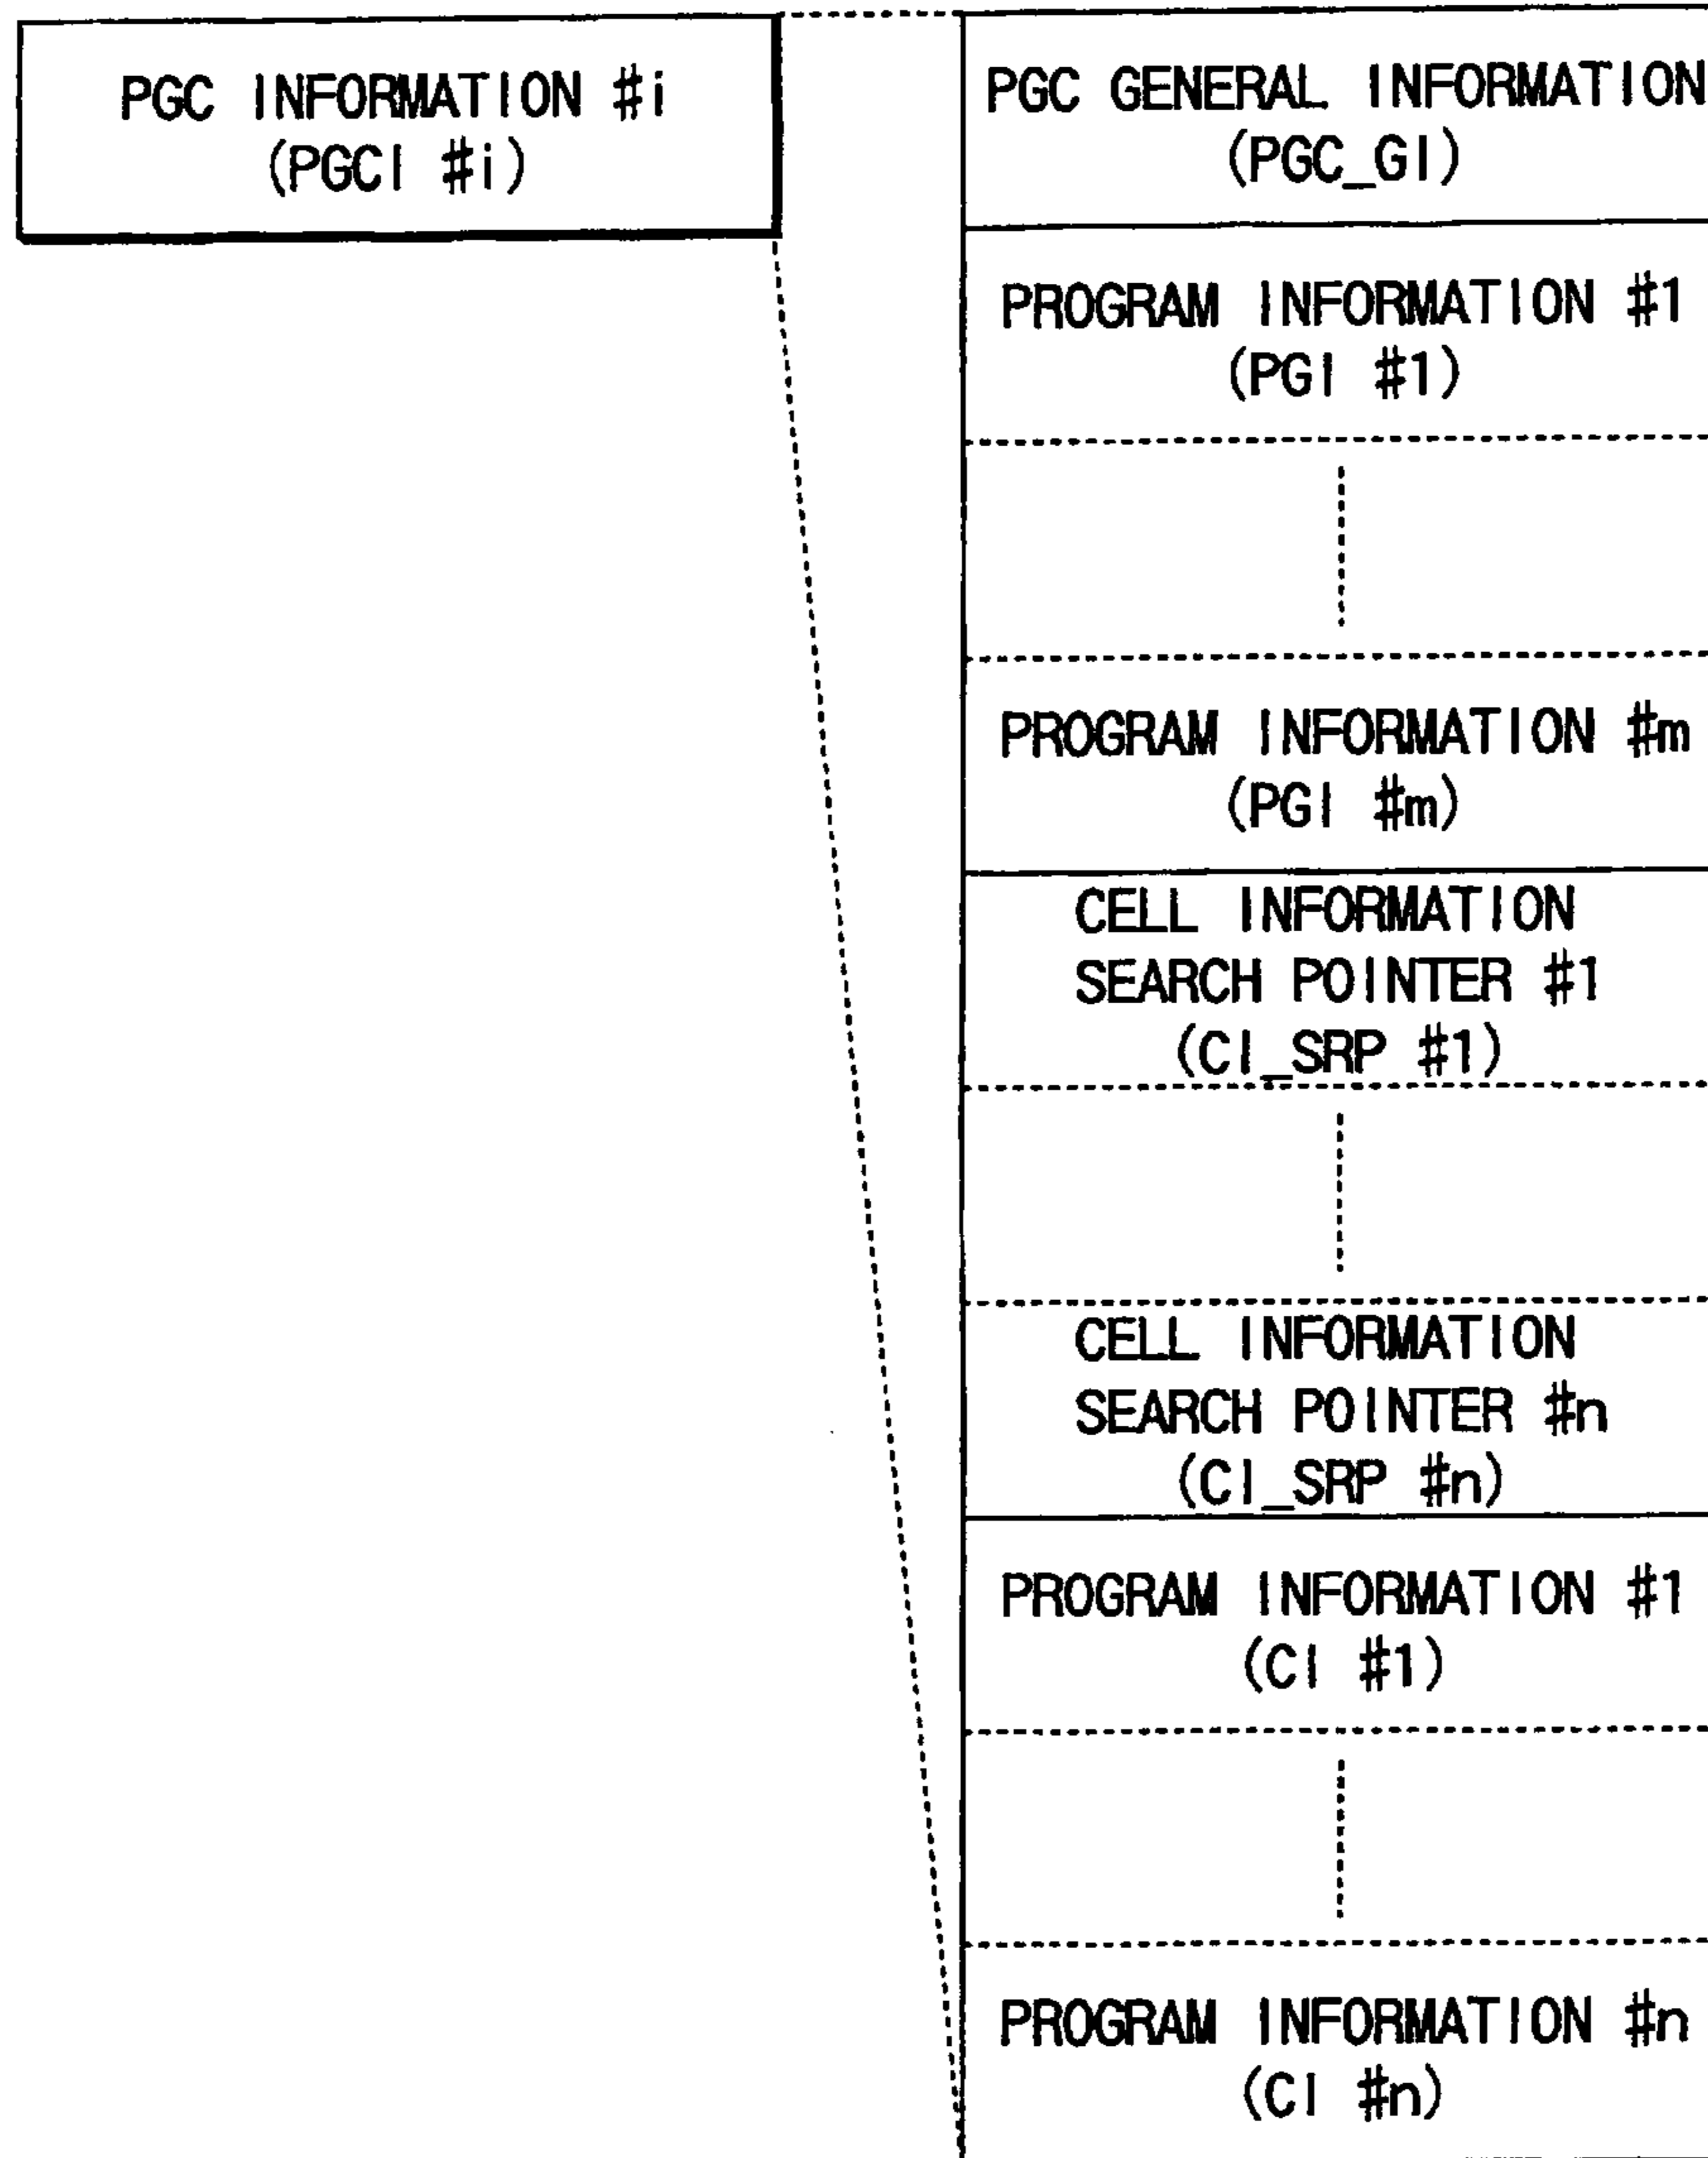 PGC INFORMATION #i
(PGCI #i)
PGC GENERAL INFORMATION
(PGC_GI)
PROGRAM INFORMATION #1
(PGI #1)
PROGRAM INFORMATION #m
(PGI #m)
CELL INFORMATION
SEARCH POINTER #1
(CI_SRP #1)
CELL INFORMATION
SEARCH POINTER #n
(CI_SRP #n)
PROGRAM INFORMATION #1
(CI #1)
PROGRAM INFORMATION #n
(CI #n)